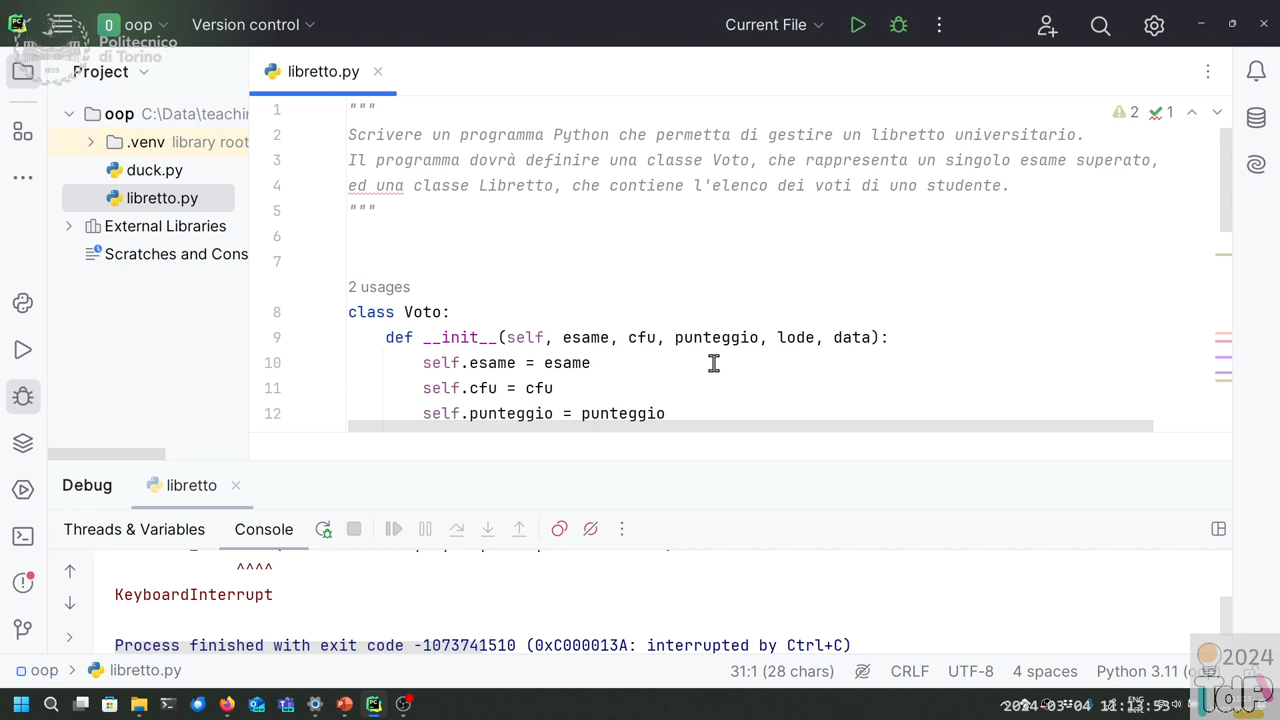 oop
Version control
Current File
Politecnico
di Torino
Project
libretto.py
oop C:\Data\teachi
.venv library root
duck.py
libretto.py
External Libraries
Scratches and Cons
2 1
1 """
2 Scrivere un programma Python che permetta di gestire un libretto universitario.
3 Il programma dovrà definire una classe Voto, che rappresenta un singolo esame superato,
4 ed una classe Libretto, che contiene l'elenco dei voti di uno studente.
5 """
6
7
2 usages
8 class Voto:
9 def __init__(self, esame, cfu, punteggio, lode, data):
10 self.esame = esame
11 self.cfu = cfu
12 self.punteggio = punteggio
Debug
libretto
Threads & Variables
Console
^^^^
KeyboardInterrupt
Process finished with exit code -1073741510 (0xC000013A: interrupted by Ctrl+C)
oop
libretto.py
31:1 (28 chars)
CRLF
UTF-8
4 spaces
Python 3.11
2024
2024-03-04 11:13:53